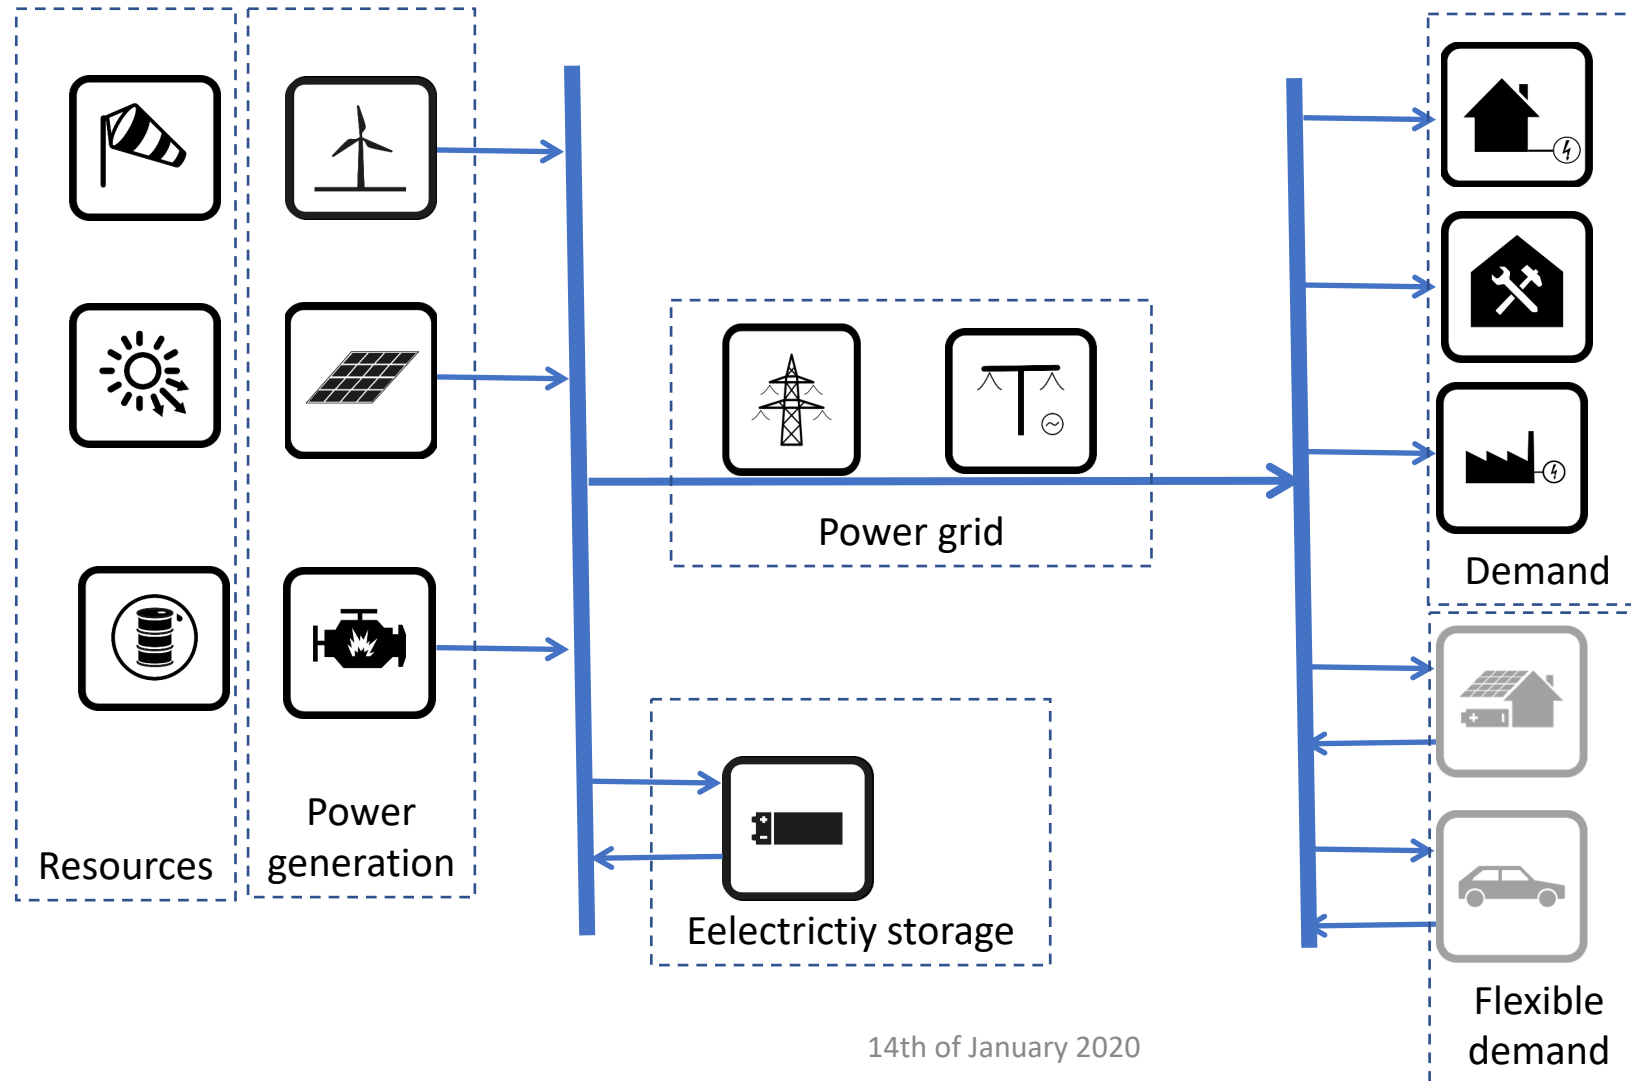 Resources
Power
generation
Power grid
Eelectrictiy storage
Demand
Flexible
demand
14th of January 2020